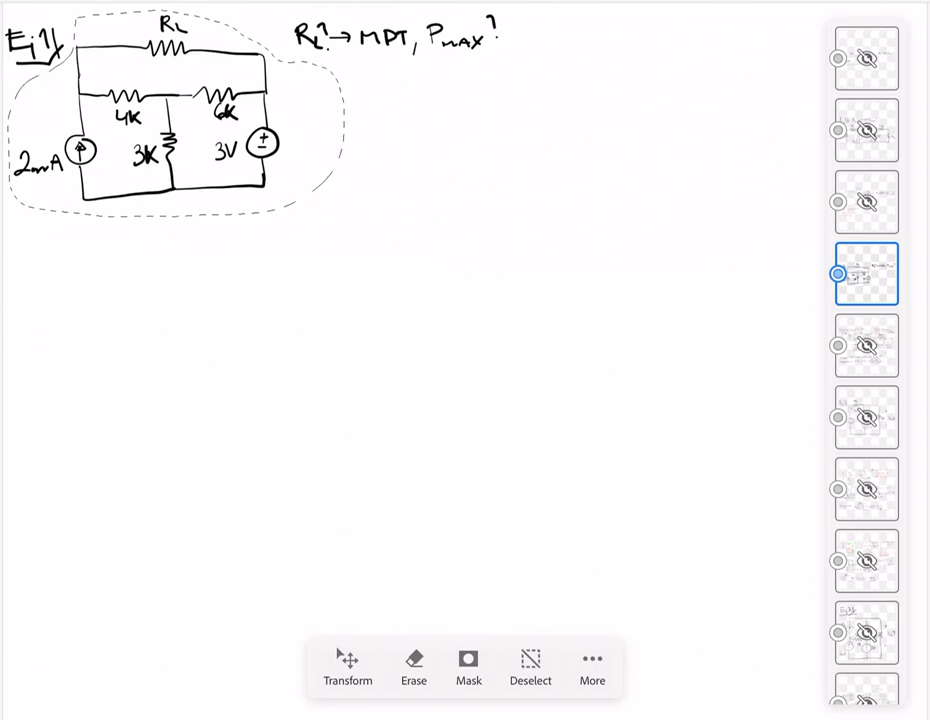 Ej 1)
RL
RL? → MPT, PMAX?
4K
6K
2mA
3K
3V
+
-
Transform
Erase
Mask
Deselect
More